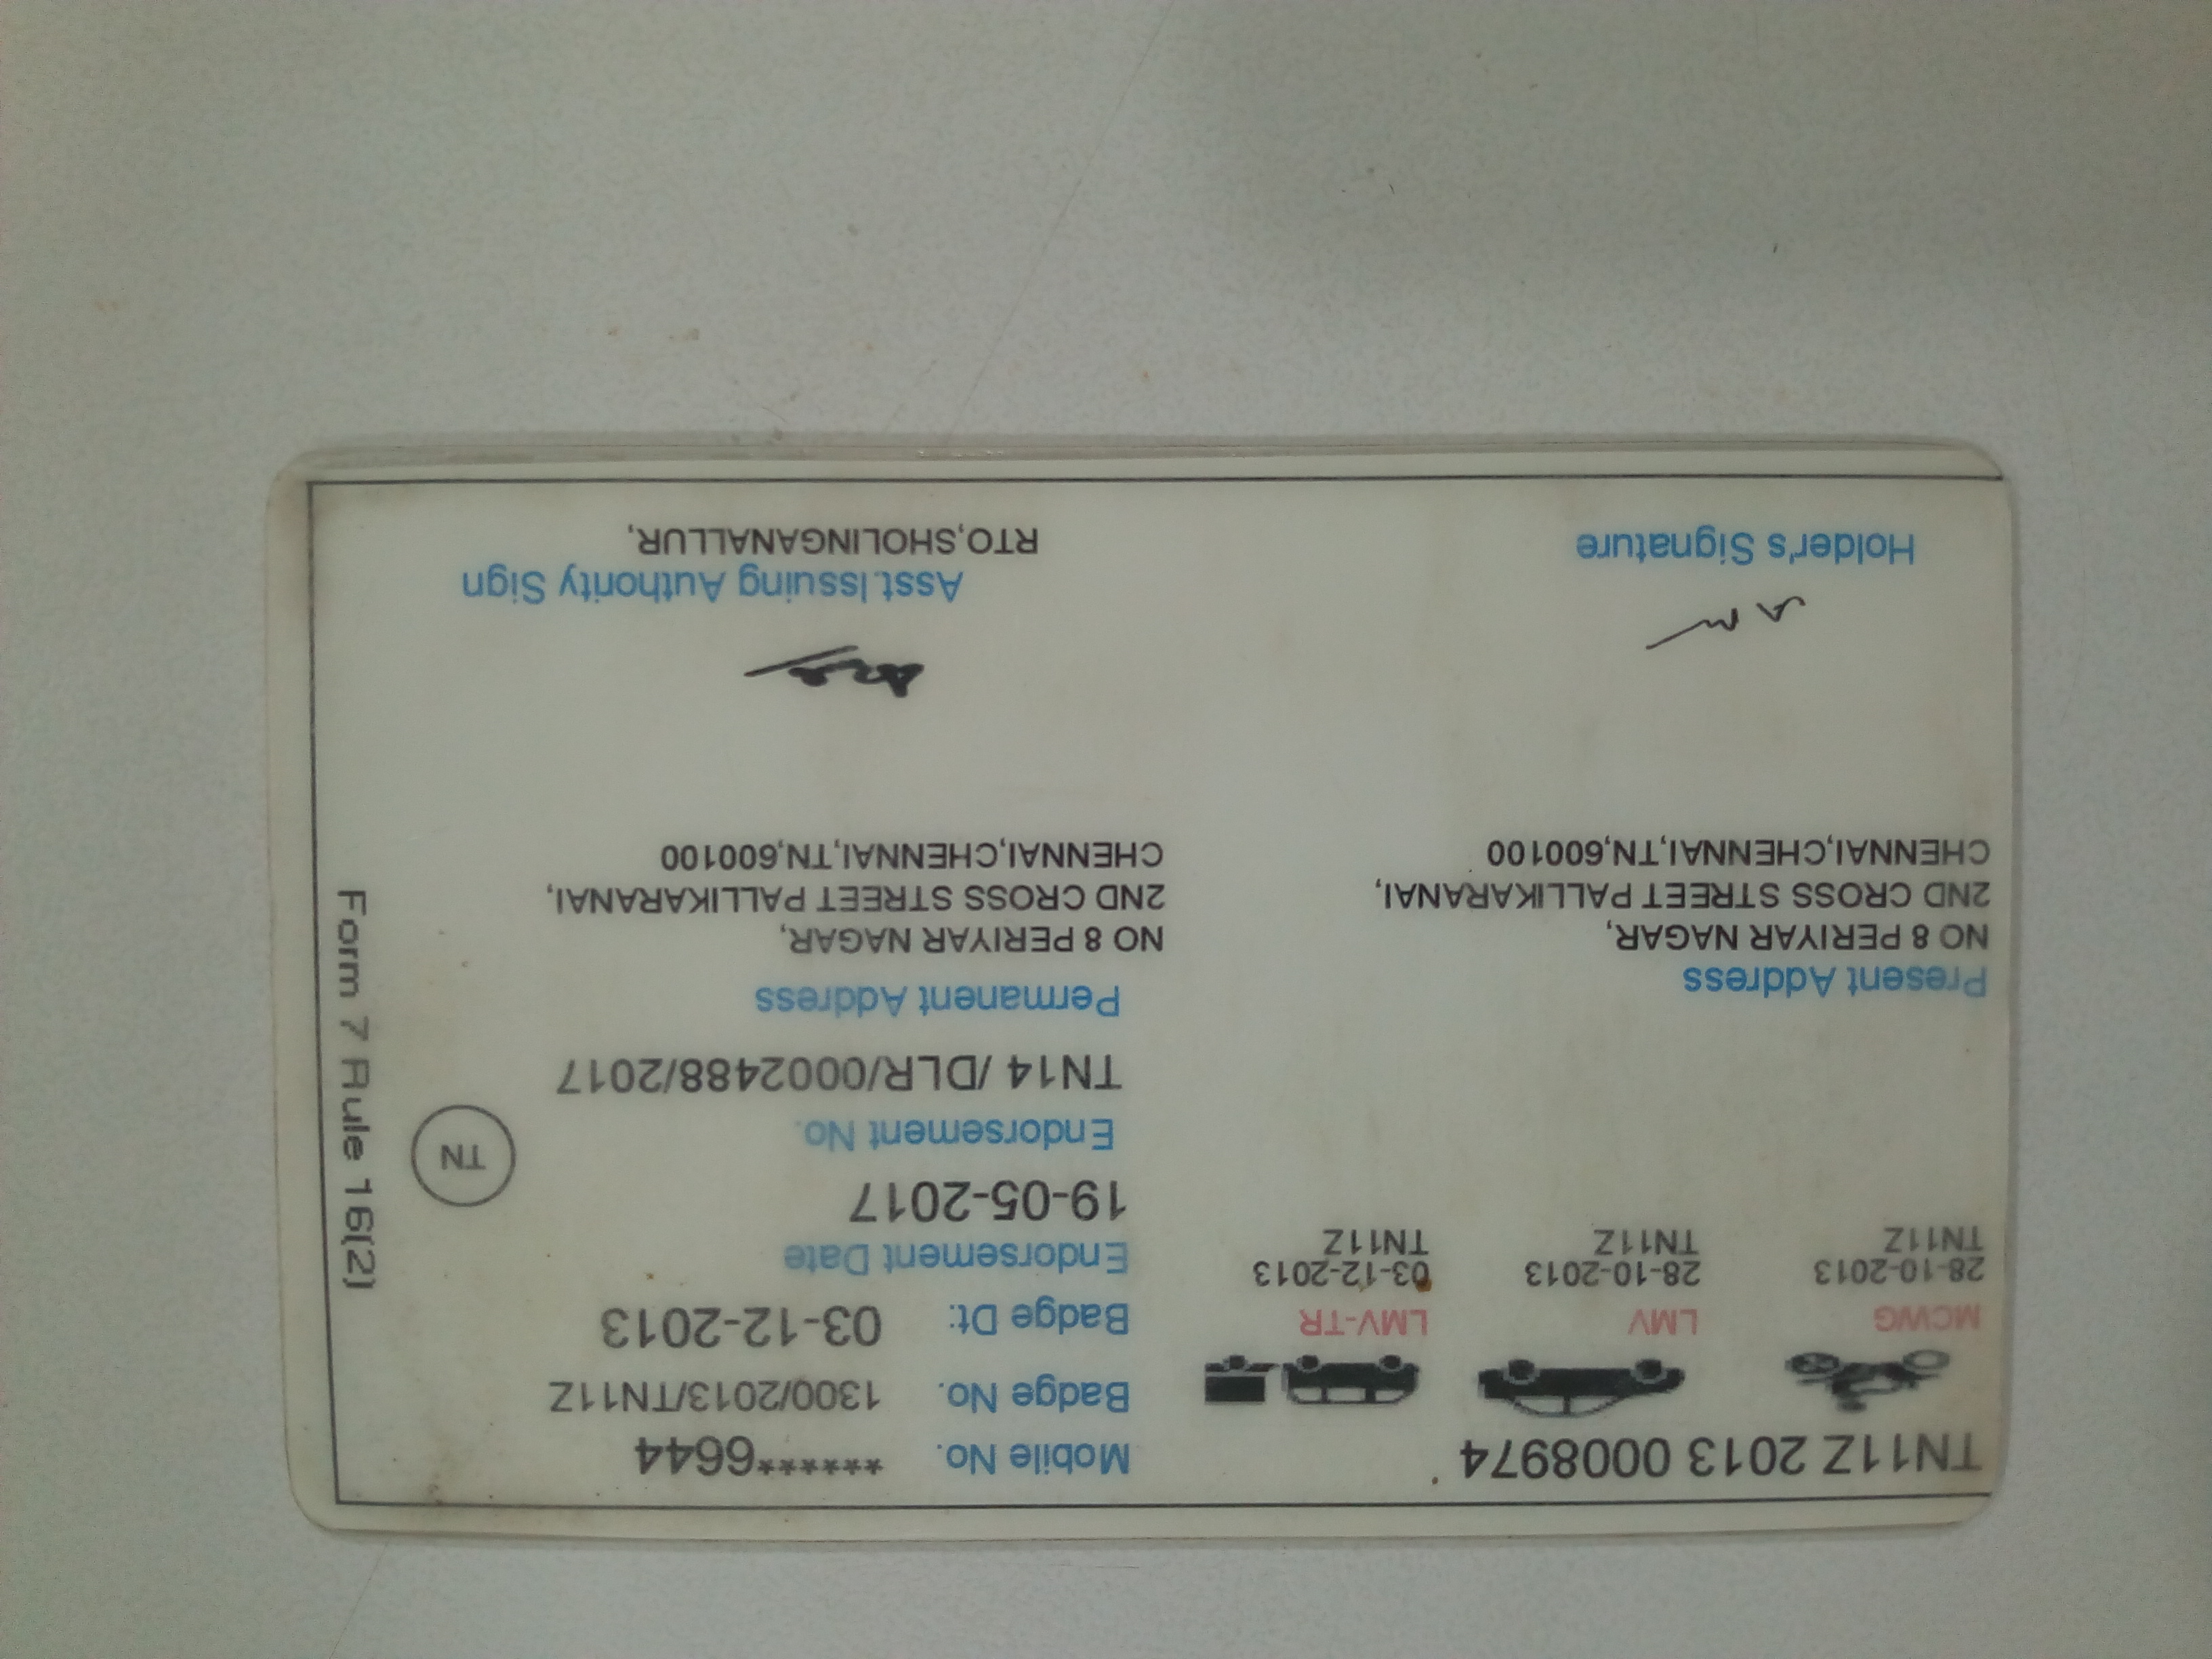 TN11Z 2013 0008974
MCWG
28-10-2013
TN11Z
LMV
28-10-2013
TN11Z
LMV-TR
03-12-2013
TN11Z
Mobile No. ******6644
Badge No. 1300/2013/TN11Z
Badge Dt: 03-12-2013
Endorsement Date
19-05-2017
Endorsement No.
TN14 /DLR/0002488/2017
TN
Present Address
NO 8 PERIYAR NAGAR,
2ND CROSS STREET PALLIKARANAI,
CHENNAI,CHENNAI,TN,600100
Permanent Address
NO 8 PERIYAR NAGAR,
2ND CROSS STREET PALLIKARANAI,
CHENNAI,CHENNAI,TN,600100
Holder's Signature
Asst.Issuing Authority Sign
RTO,SHOLINGANALLUR,
Form 7 Rule 16(2)